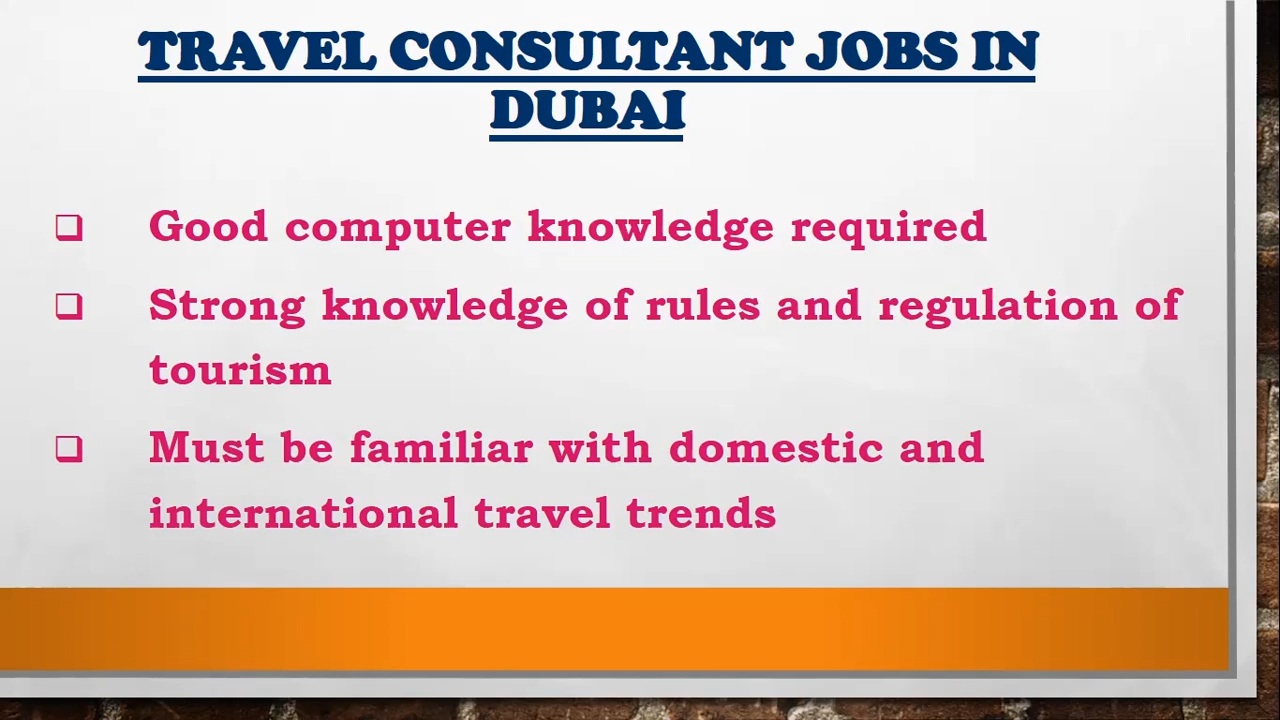 TRAVEL CONSULTANT JOBS IN
DUBAI
Good computer knowledge required
Strong knowledge of rules and regulation of
tourism
Must be familiar with domestic and
international travel trends